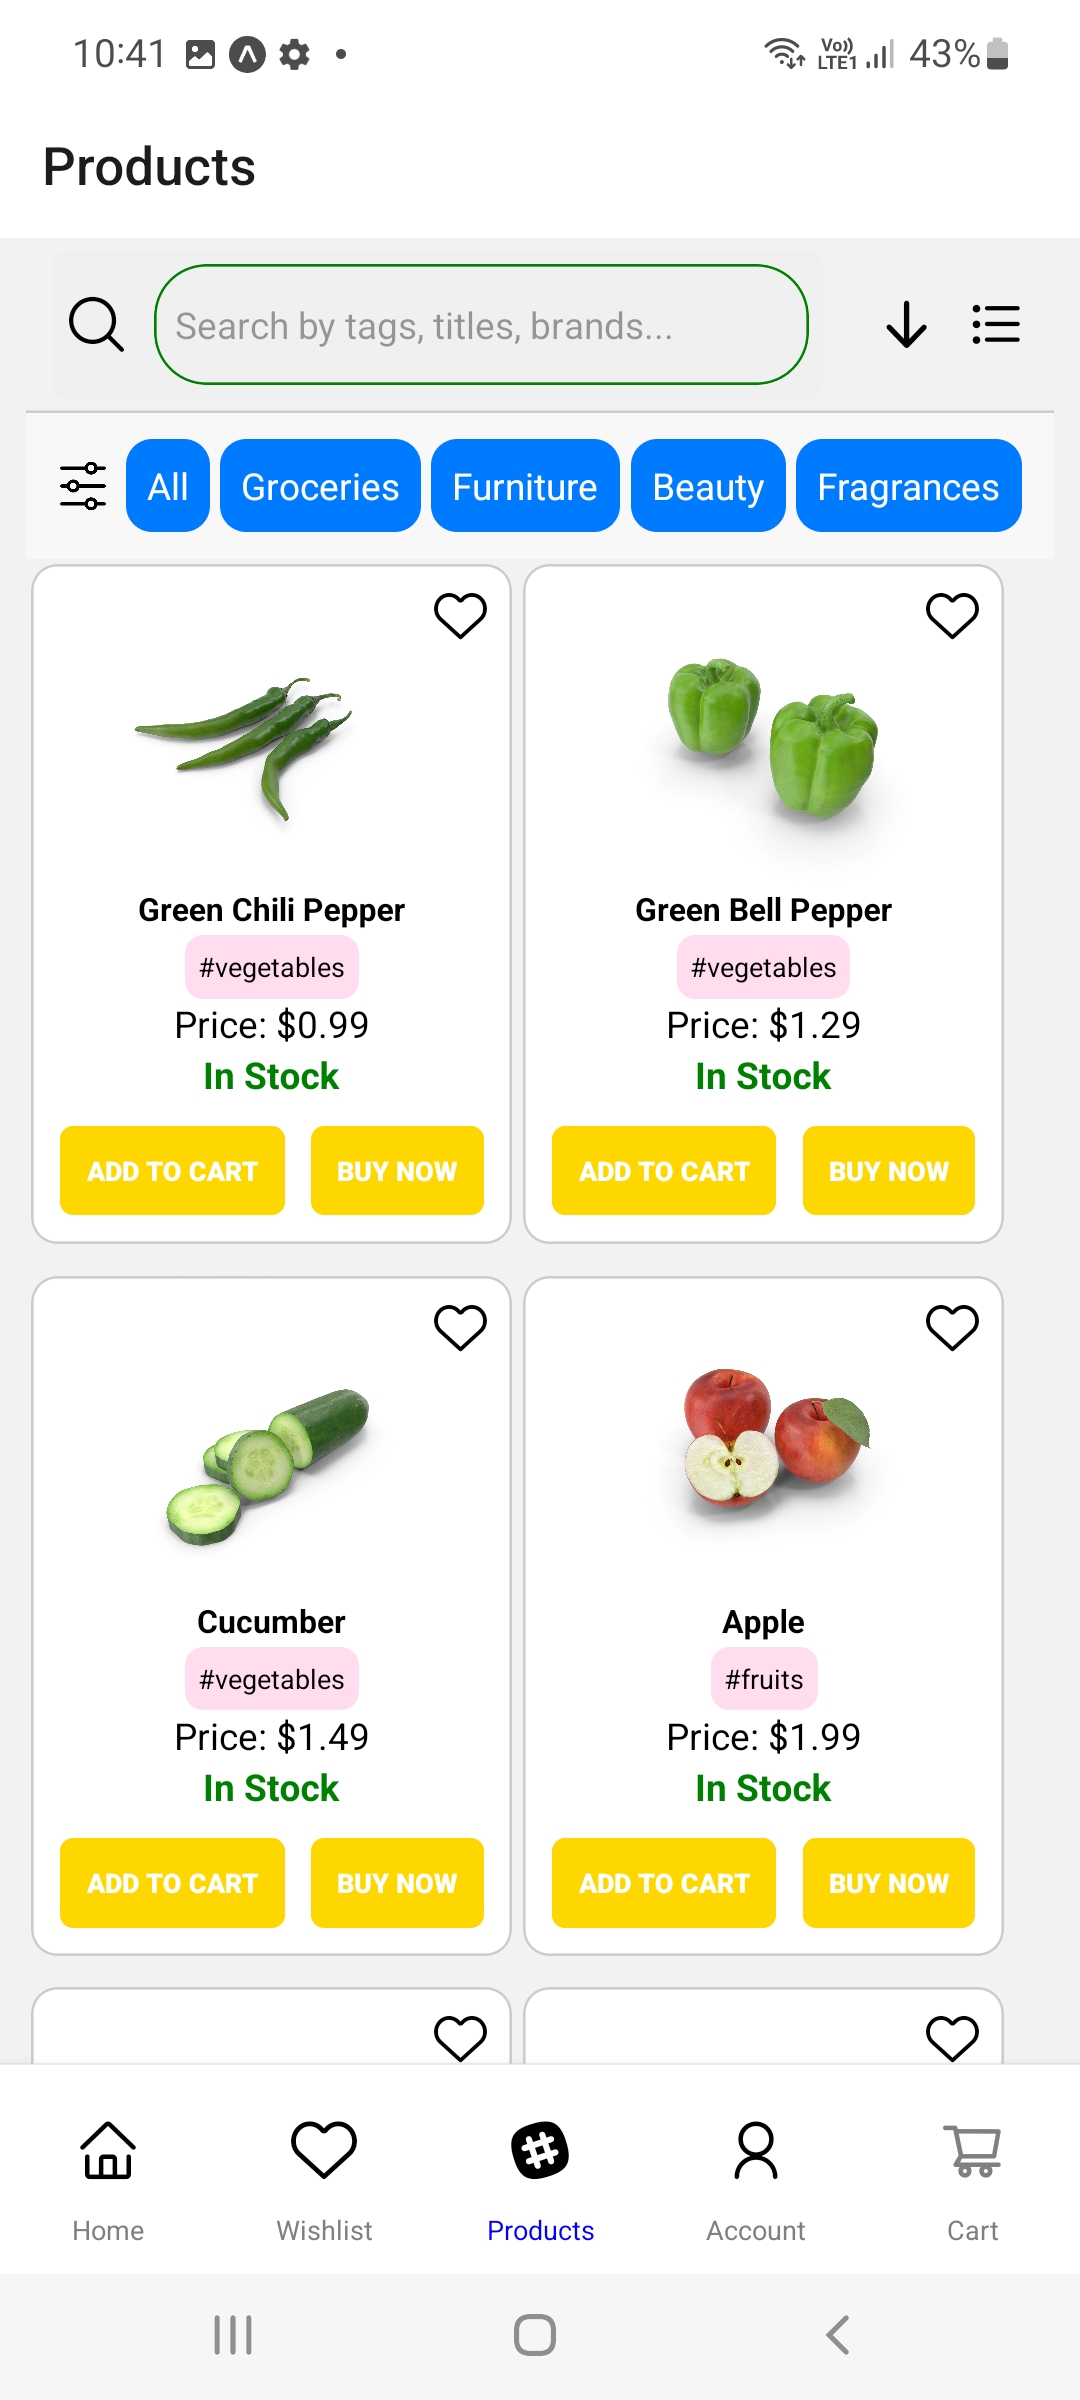 10:41 Vo)) LTE1 43%
Products
Search by tags, titles, brands...
All Groceries Furniture Beauty Fragrances
Green Chili Pepper
#vegetables
Price: $0.99
In Stock
ADD TO CART BUY NOW
Green Bell Pepper
#vegetables
Price: $1.29
In Stock
ADD TO CART BUY NOW
Cucumber
#vegetables
Price: $1.49
In Stock
ADD TO CART BUY NOW
Apple
#fruits
Price: $1.99
In Stock
ADD TO CART BUY NOW
Home Wishlist Products Account Cart